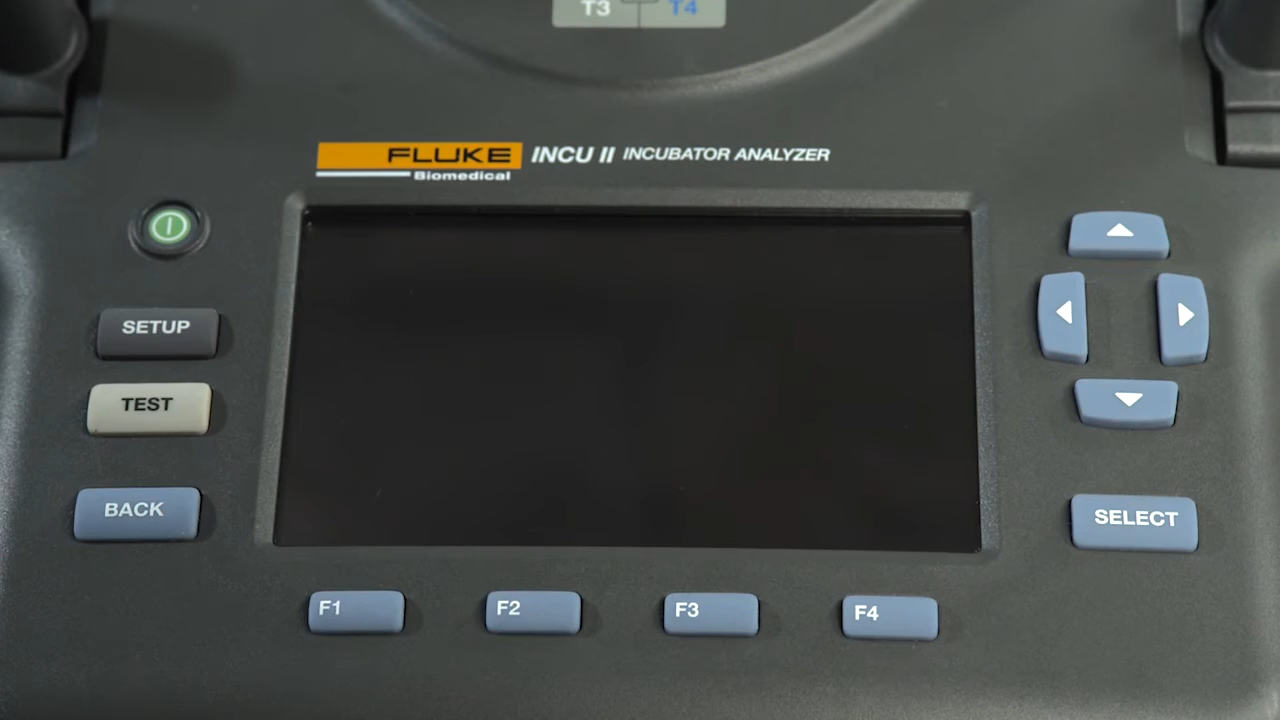 T3 T4
FLUKE INCU II INCUBATOR ANALYZER
Biomedical
SETUP
TEST
BACK
SELECT
F1 F2 F3 F4